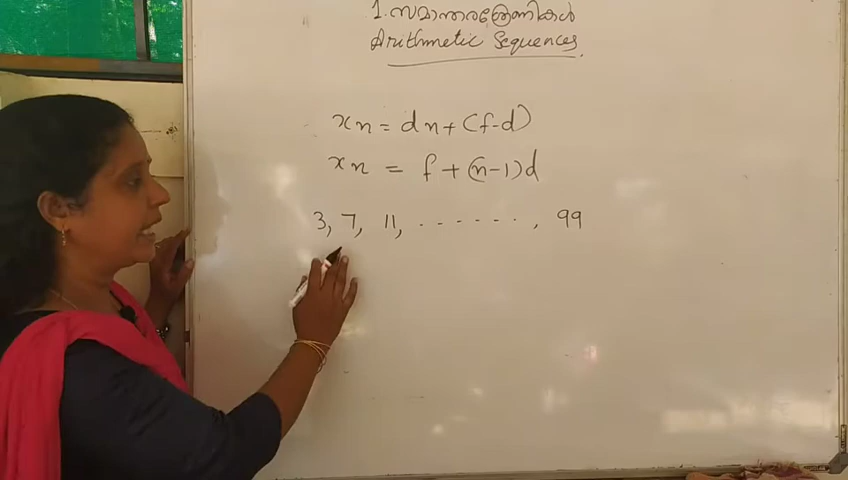 1. സമാന്തരശ്രേണികൾ
Arithmetic Sequences.
xn = dn + (f-d)
xn = f + (n-1)d
3, 7, 11, ......., 99